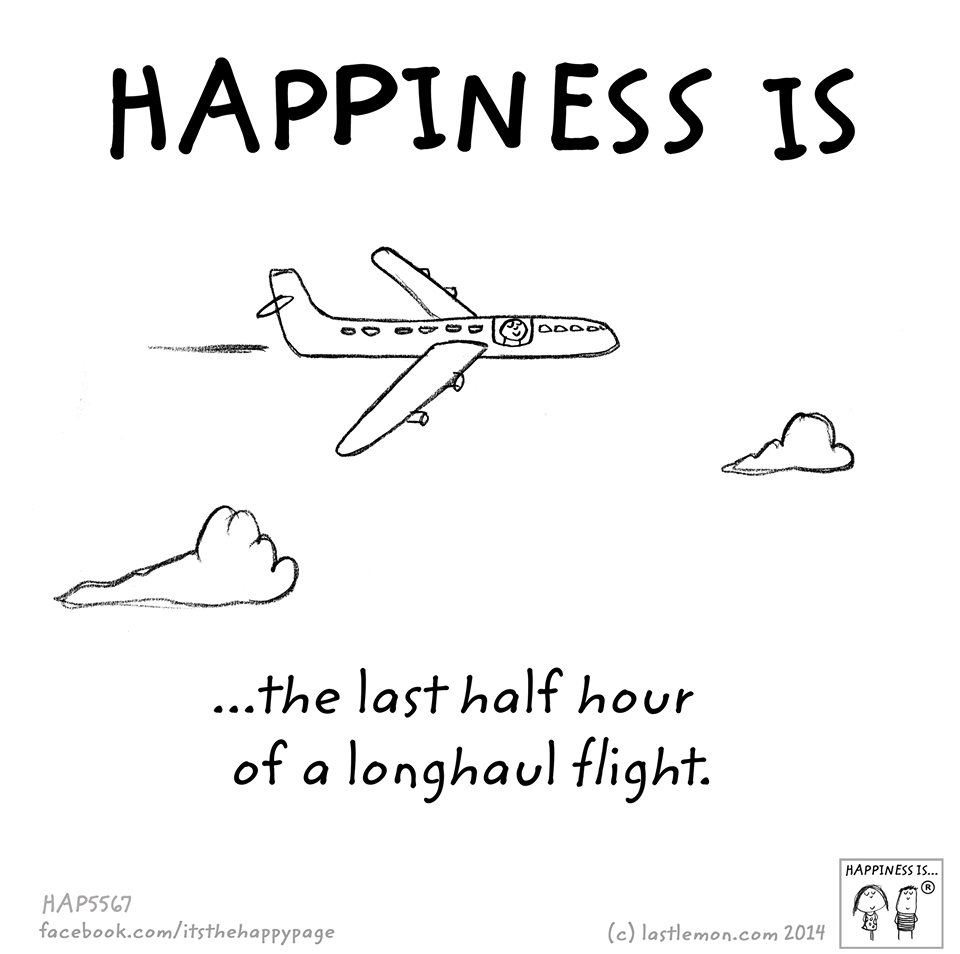 HAPPINESS IS
...the last half hour
of a longhaul flight.
HAP5567
facebook.com/itsthehappypage
(c) lastlemon.com 2014
HAPPINESS IS...
®